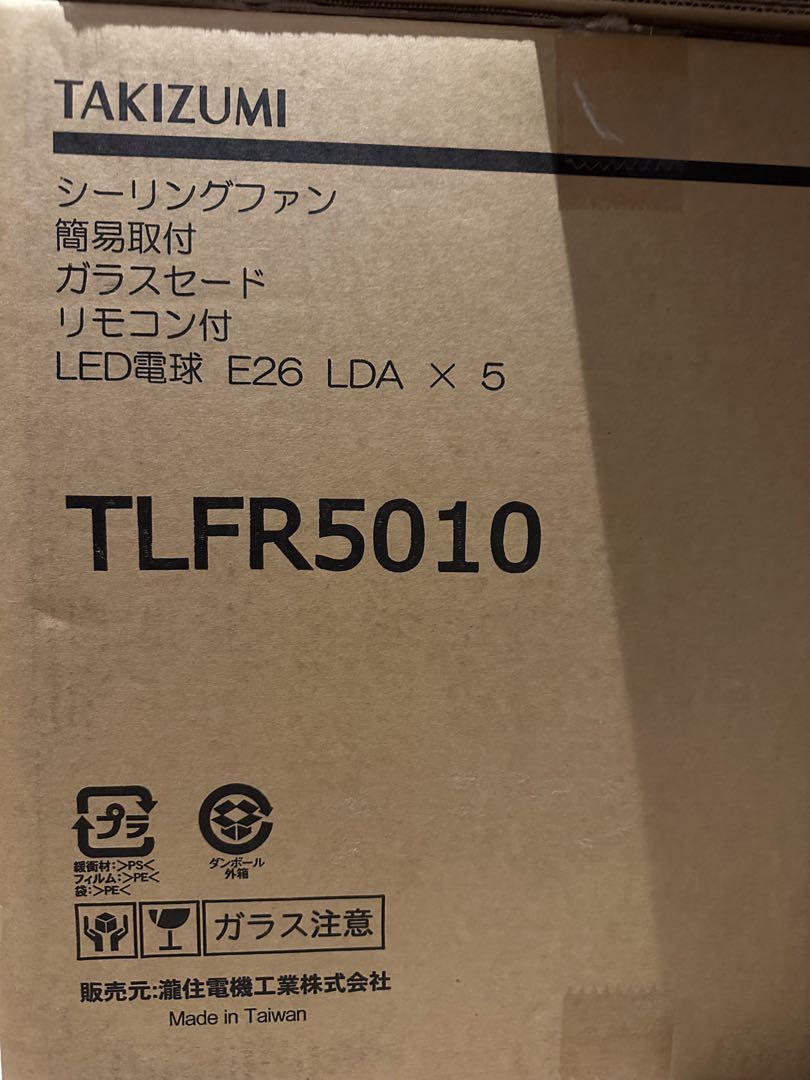 TAKIZUMI
シーリングファン
簡易取付
ガラスセード
リモコン付
LED電球 E26 LDA × 5
TLFR5010
プラ
緩衝材:>PS<
フィルム:>PE<
袋:>PE<
ダンボール
外箱
ガラス注意
販売元:瀧住電機工業株式会社
Made in Taiwan